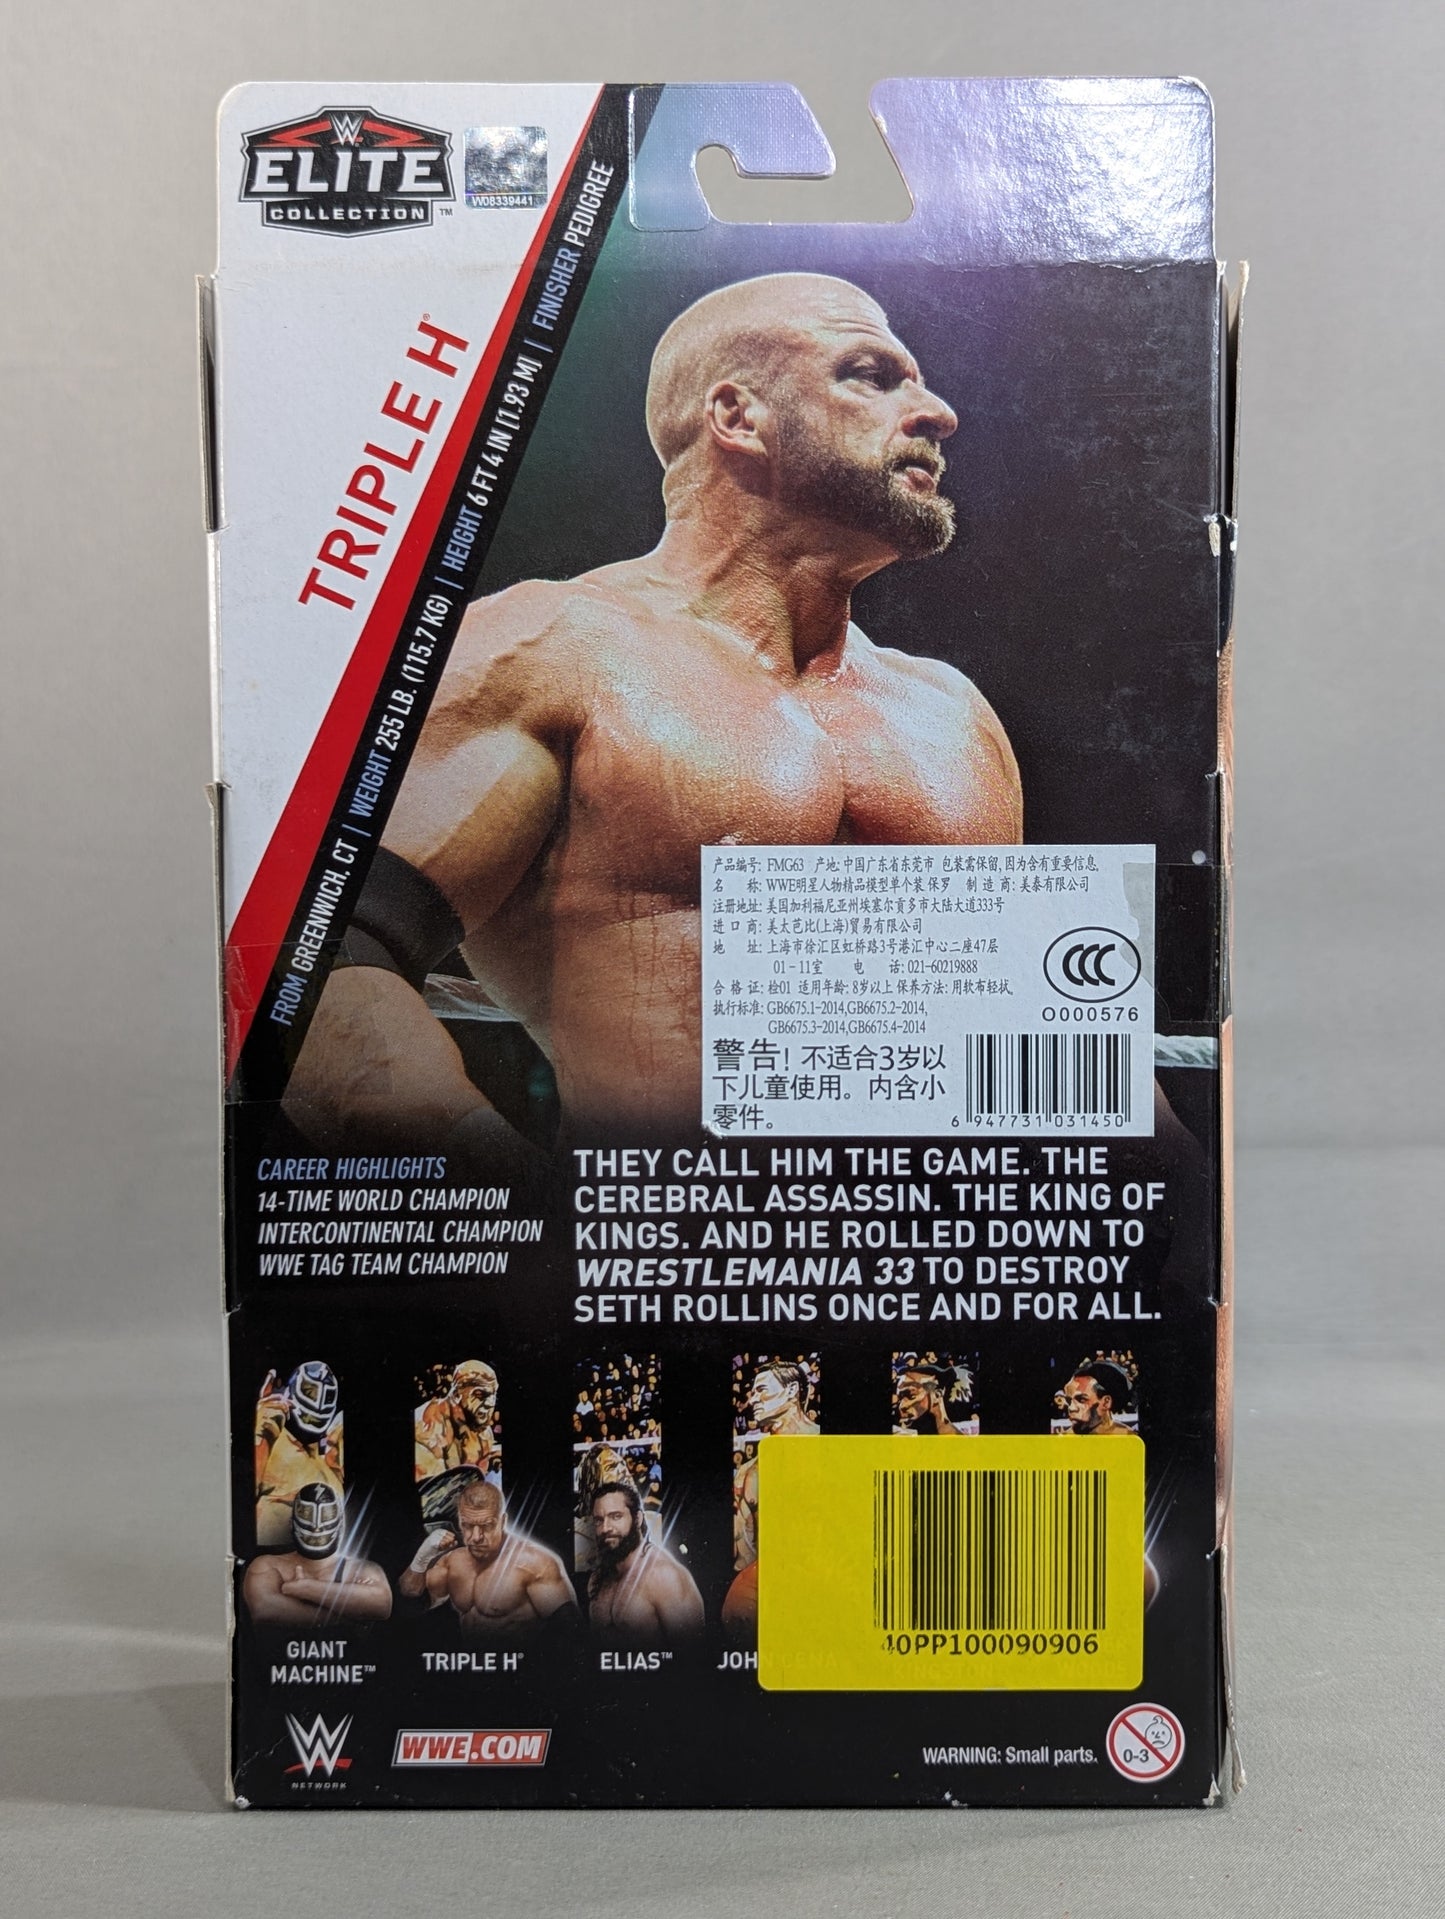 W
ELITE
COLLECTION™
W08339441
TRIPLE H®
FROM GREENWICH, CT | WEIGHT 255 LB. (115.7 KG) | HEIGHT 6 FT 4 IN [1.93 M] | FINISHER PEDIGREE
产品编号: FMG63 产地: 中国广东省东莞市 包装需保留,因为含有重要信息.
名 称: WWE明星人物精品模型单个装 保罗 制 造 商: 美泰有限公司
注册地址: 美国加利福尼亚州埃塞尔贡多市大陆大道333号
进 口 商: 美太芭比(上海)贸易有限公司
地 址: 上海市徐汇区虹桥路3号港汇中心二座47层
01-11室 电 话: 021-60219888
合 格 证: 检01 适用年龄: 8岁以上 保养方法: 用软布轻拭.
执行标准: GB6675.1-2014,GB6675.2-2014,
GB6675.3-2014,GB6675.4-2014
CCC
O000576
警告! 不适合3岁以
下儿童使用。内含小
零件。
6 947731 031450
CAREER HIGHLIGHTS
14-TIME WORLD CHAMPION
INTERCONTINENTAL CHAMPION
WWE TAG TEAM CHAMPION
THEY CALL HIM THE GAME. THE
CEREBRAL ASSASSIN. THE KING OF
KINGS. AND HE ROLLED DOWN TO
WRESTLEMANIA 33 TO DESTROY
SETH ROLLINS ONCE AND FOR ALL.
GIANT
MACHINE™
TRIPLE H®
ELIAS™
JOHN CENA
KINGSTON
WOODS
40PP100090906
W
NETWORK
WWE.COM
WARNING: Small parts.
0-3